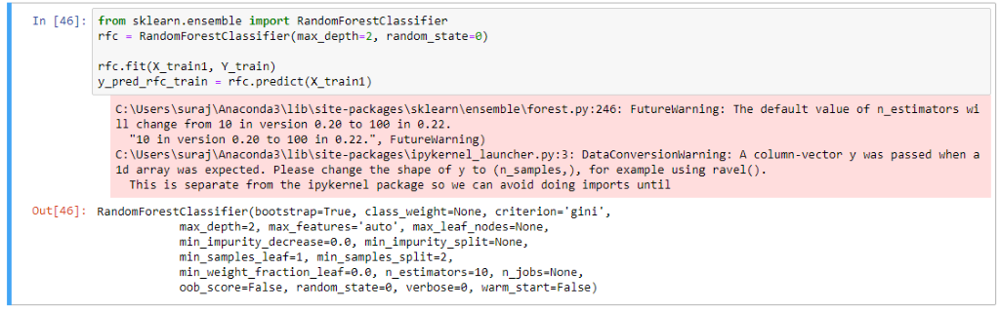 In [46]: from sklearn.ensemble import RandomForestClassifier
rfc = RandomForestClassifier(max_depth=2, random_state=0)
rfc.fit(X_train1, Y_train)
y_pred_rfc_train = rfc.predict(X_train1)
C:\Users\suraj\Anaconda3\lib\site-packages\sklearn\ensemble\forest.py:246: FutureWarning: The default value of n_estimators wi
ll change from 10 in version 0.20 to 100 in 0.22.
"10 in version 0.20 to 100 in 0.22.", FutureWarning)
C:\Users\suraj\Anaconda3\lib\site-packages\ipykernel_launcher.py:3: DataConversionWarning: A column-vector y was passed when a
1d array was expected. Please change the shape of y to (n_samples,), for example using ravel().
This is separate from the ipykernel package so we can avoid doing imports until
Out[46]: RandomForestClassifier(bootstrap=True, class_weight=None, criterion='gini',
max_depth=2, max_features='auto', max_leaf_nodes=None,
min_impurity_decrease=0.0, min_impurity_split=None,
min_samples_leaf=1, min_samples_split=2,
min_weight_fraction_leaf=0.0, n_estimators=10, n_jobs=None,
oob_score=False, random_state=0, verbose=0, warm_start=False)